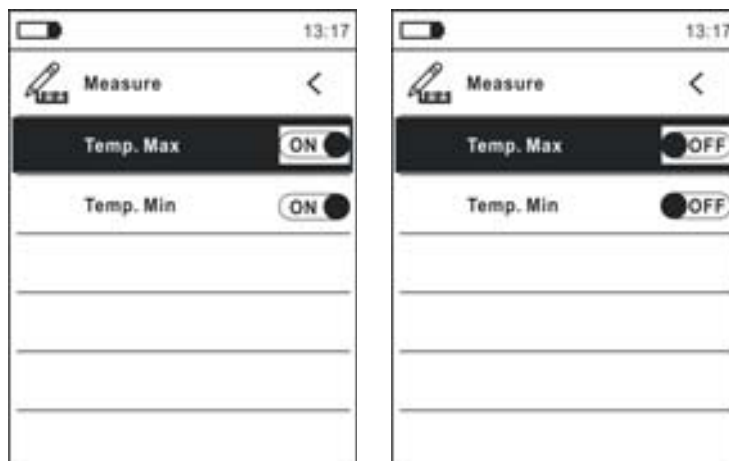 13:17
Measure <
Temp. Max ON
Temp. Min ON
13:17
Measure <
Temp. Max OFF
Temp. Min OFF